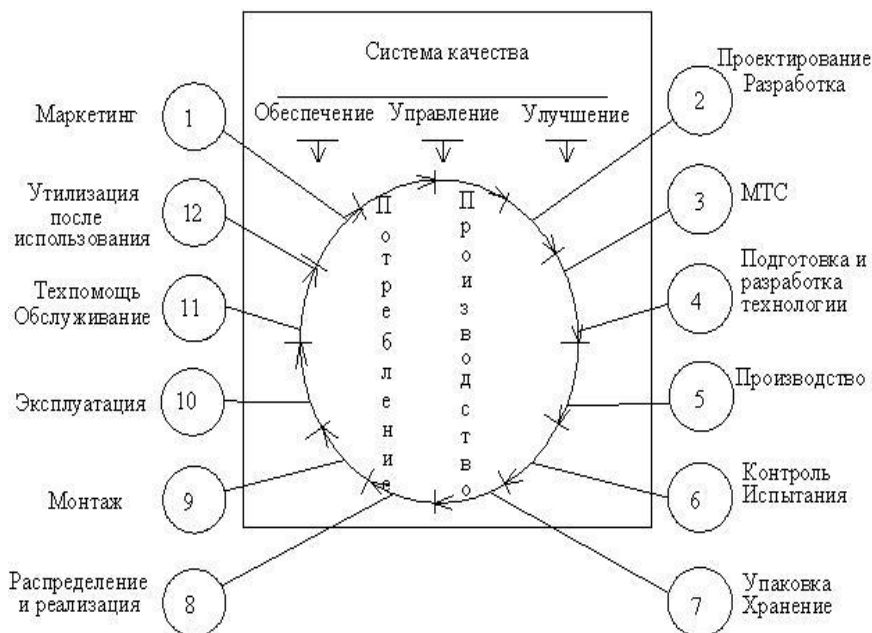 Система качества
Обеспечение Управление Улучшение
Маркетинг
1
Проектирование
Разработка
2
МТС
3
Подготовка и
разработка
технологии
4
Производство
5
Контроль
Испытания
6
Упаковка
Хранение
7
Распределение
и реализация
8
Монтаж
9
Эксплуатация
10
Техпомощь
Обслуживание
11
Утилизация
после
использования
12
Потребление
Производство